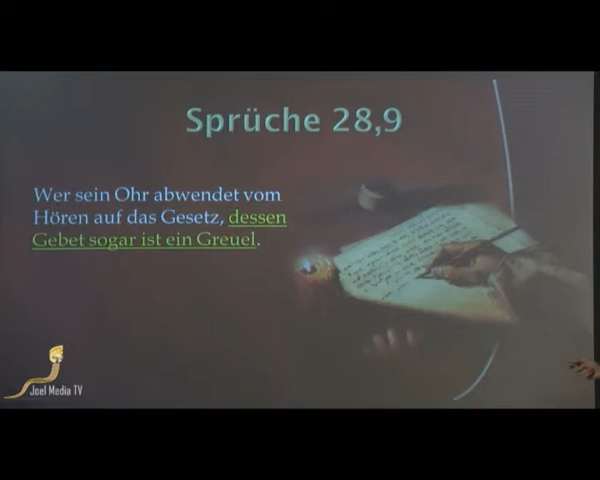 Sprüche 28,9
Wer sein Ohr abwendet vom
Hören auf das Gesetz, dessen
Gebet sogar ist ein Greuel.
Joel Media TV